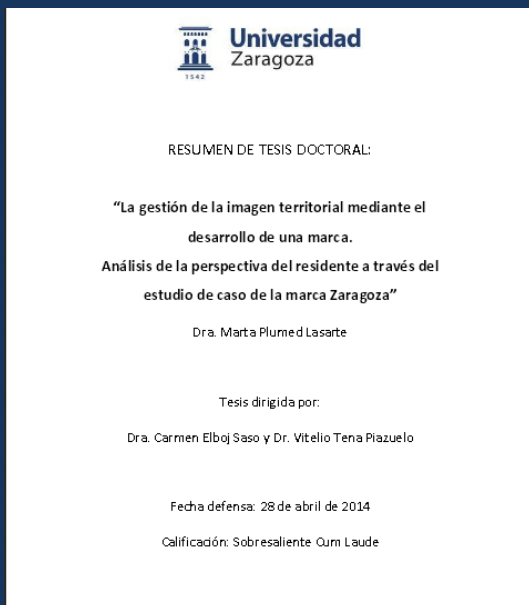 Universidad
Zaragoza
1542
RESUMEN DE TESIS DOCTORAL:
“La gestión de la imagen territorial mediante el
desarrollo de una marca.
Análisis de la perspectiva del residente a través del
estudio de caso de la marca Zaragoza”
Dra. Marta Plumed Lasarte
Tesis dirigida por:
Dra. Carmen Elboj Saso y Dr. Vitelio Tena Piazuelo
Fecha defensa: 28 de abril de 2014
Calificación: Sobresaliente Cum Laude